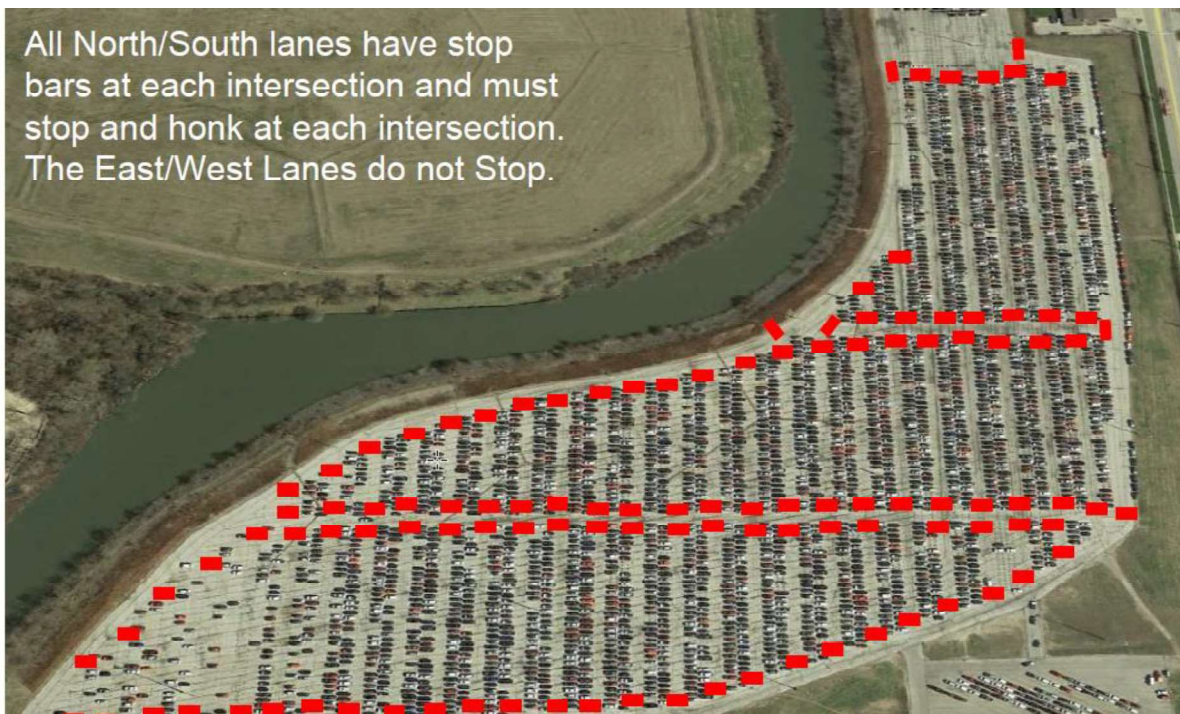 All North/South lanes have stop
bars at each intersection and must
stop and honk at each intersection.
The East/West Lanes do not Stop.